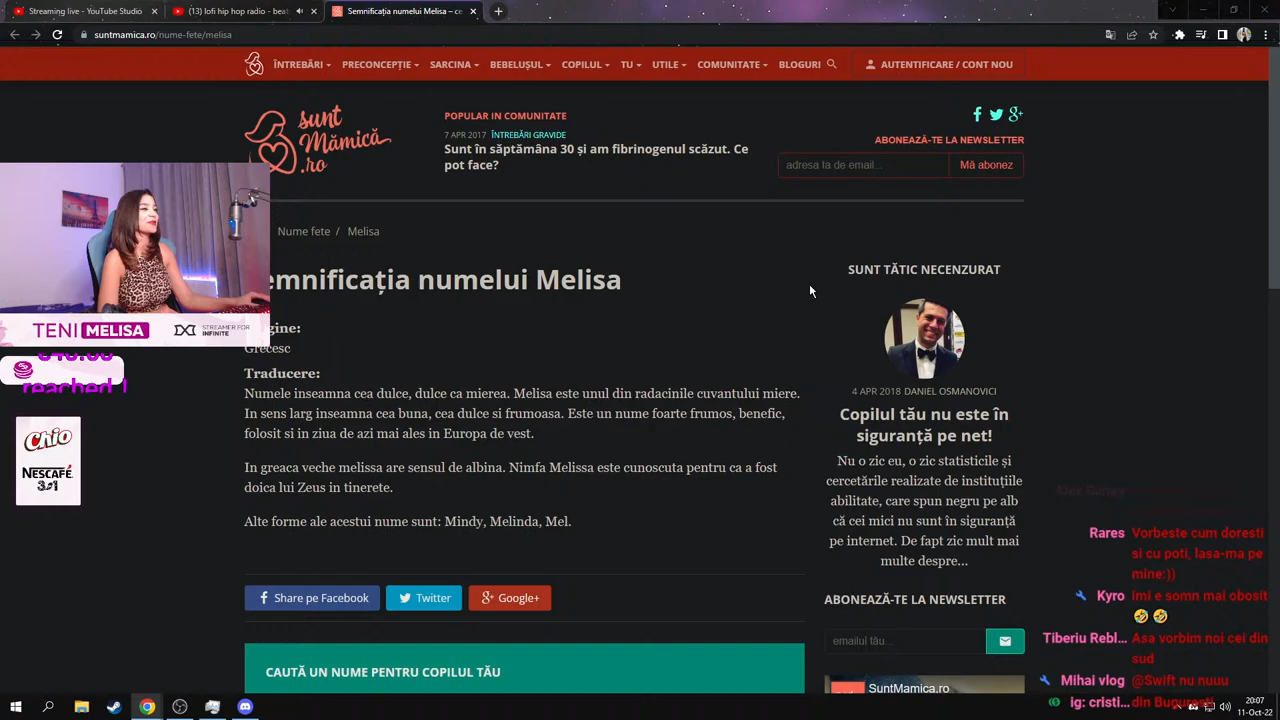 Streaming live - YouTube Studio
(13) lofi hip hop radio - beat
Semnificația numelui Melisa – ce
suntmamica.ro/nume-fete/melisa
ÎNTREBĂRI
PRECONCEPȚIE
SARCINA
BEBELUȘUL
COPILUL
TU
UTILE
COMUNITATE
BLOGURI
AUTENTIFICARE / CONT NOU
sunt
Mămică
.ro
POPULAR IN COMUNITATE
7 APR 2017 ÎNTREBĂRI GRAVIDE
Sunt în săptămâna 30 și am fibrinogenul scăzut. Ce
pot face?
ABONEAZĂ-TE LA NEWSLETTER
adresa ta de email...
Mă abonez
Nume fete / Melisa
emnificația numelui Melisa
gine:
Grecesc
Traducere:
Numele inseamna cea dulce, dulce ca mierea. Melisa este unul din radacinile cuvantului miere.
In sens larg inseamna cea buna, cea dulce si frumoasa. Este un nume foarte frumos, benefic,
folosit si in ziua de azi mai ales in Europa de vest.
In greaca veche melissa are sensul de albina. Nimfa Melissa este cunoscuta pentru ca a fost
doica lui Zeus in tinerete.
Alte forme ale acestui nume sunt: Mindy, Melinda, Mel.
Share pe Facebook
Twitter
Google+
CAUTĂ UN NUME PENTRU COPILUL TĂU
TENI MELISA
STREAMER FOR
INFINITE
reached !
Chio
NESCAFÉ
3în1
SUNT TĂTIC NECENZURAT
4 APR 2018 DANIEL OSMANOVICI
Copilul tău nu este în
siguranță pe net!
Nu o zic eu, o zic statisticile și
cercetările realizate de instituțiile
abilitate, care spun negru pe alb
că cei mici nu sunt în siguranță
pe internet. De fapt zic mult mai
multe despre...
ABONEAZĂ-TE LA NEWSLETTER
emailul tău...
SuntMamica.ro
Rares Vorbeste cum doresti
si cu poti, lasa-ma pe
mine:))
Kyro Imi e somn mai obosit
🤣 🤣
Tiberiu Rebl... Asa vorbim noi cei din
sud
Mihai vlog @Swift nu nuuu
ig: cristi... din Bugurești
20:07
11-Oct-22